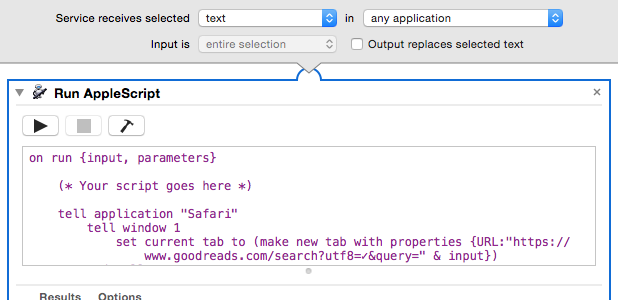 Service receives selected text in any application
Input is entire selection Output replaces selected text
Run AppleScript
on run {input, parameters}
(* Your script goes here *)
tell application "Safari"
tell window 1
set current tab to (make new tab with properties {URL:"https://
www.goodreads.com/search?utf8=✓&query=" & input})
Results Options